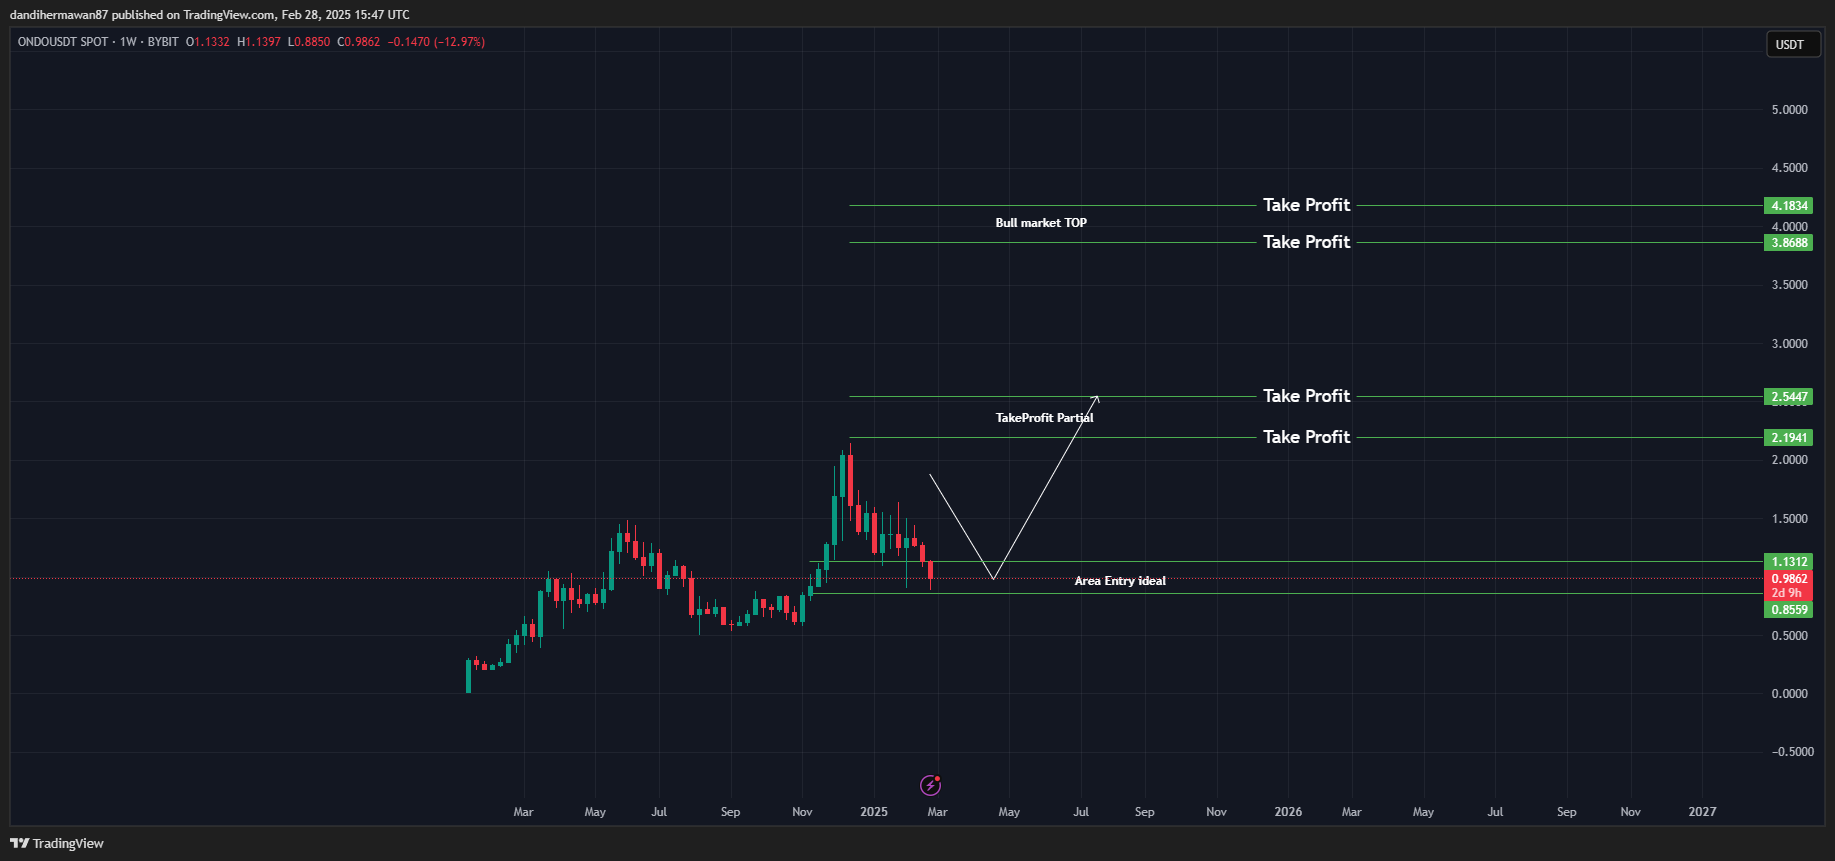 dandihermawan87 published on TradingView.com, Feb 28, 2025 15:47 UTC
ONDOUSDT SPOT · 1W · BYBIT O1.1332 H1.1397 L0.8850 C0.9862 −0.1470 (−12.97%)
USDT
5.0000
4.5000
Take Profit
4.1834
Bull market TOP
4.0000
Take Profit
3.8688
3.5000
3.0000
Take Profit
2.5447
TakeProfit Partial
Take Profit
2.1941
2.0000
1.5000
1.1312
Area Entry ideal
0.9862
2d 9h
0.8559
0.5000
0.0000
−0.5000
Mar May Jul Sep Nov 2025 Mar May Jul Sep Nov 2026 Mar May Jul Sep Nov 2027
TradingView